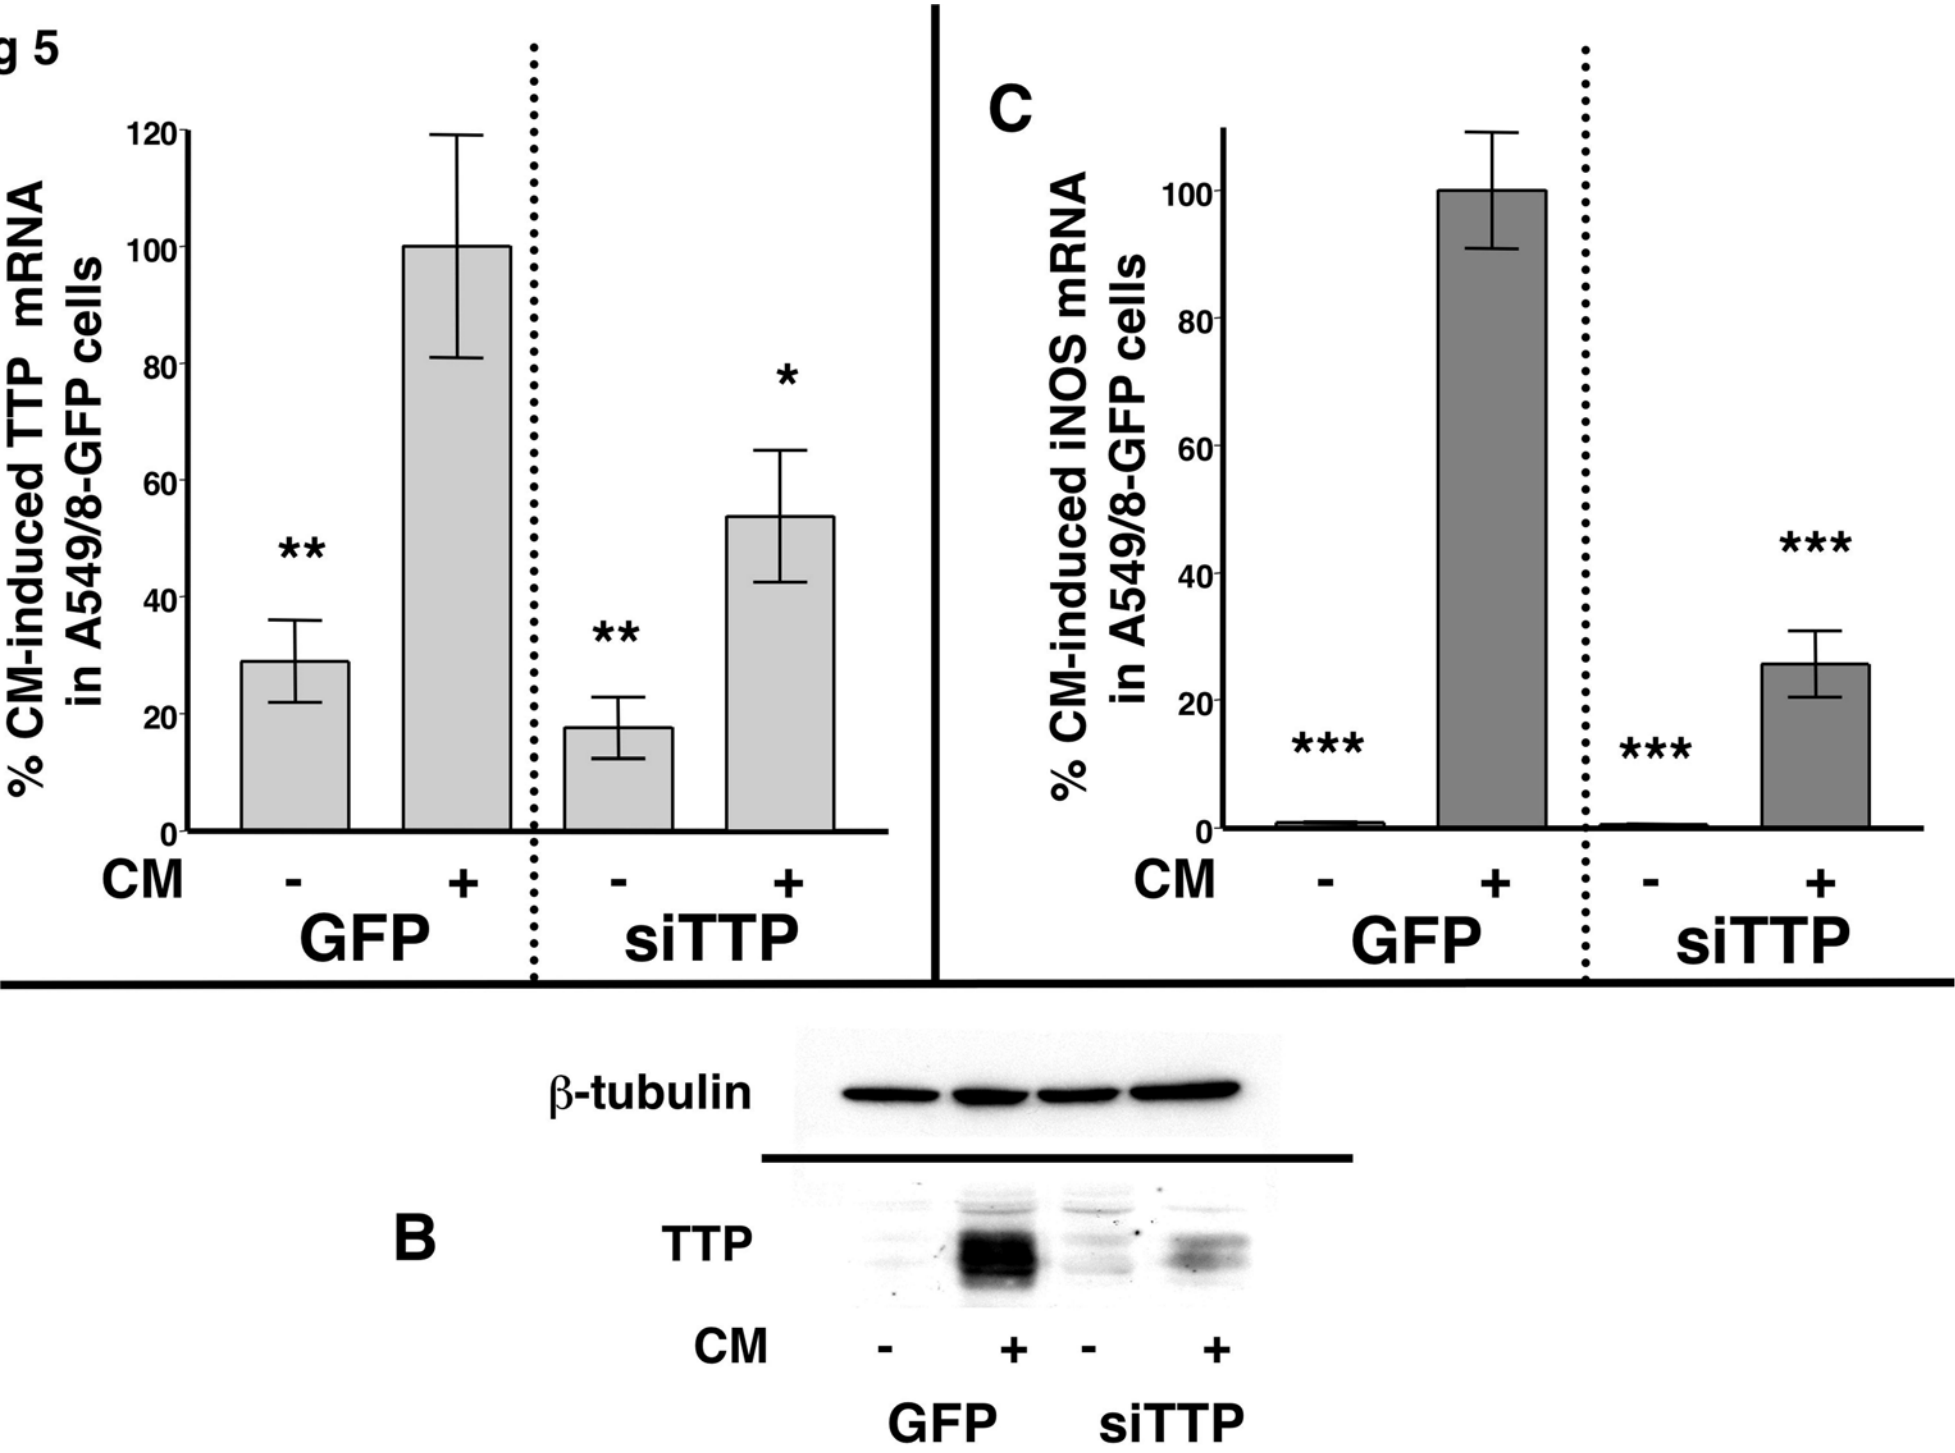 g 5
120
100
80
60
40
20
0
% CM-induced TTP mRNA
in A549/8-GFP cells
** * **
CM - + - +
GFP siTTP
C
100
80
60
40
20
0
% CM-induced iNOS mRNA
in A549/8-GFP cells
*** *** ***
CM - + - +
GFP siTTP
β-tubulin
B TTP
CM - + - +
GFP siTTP